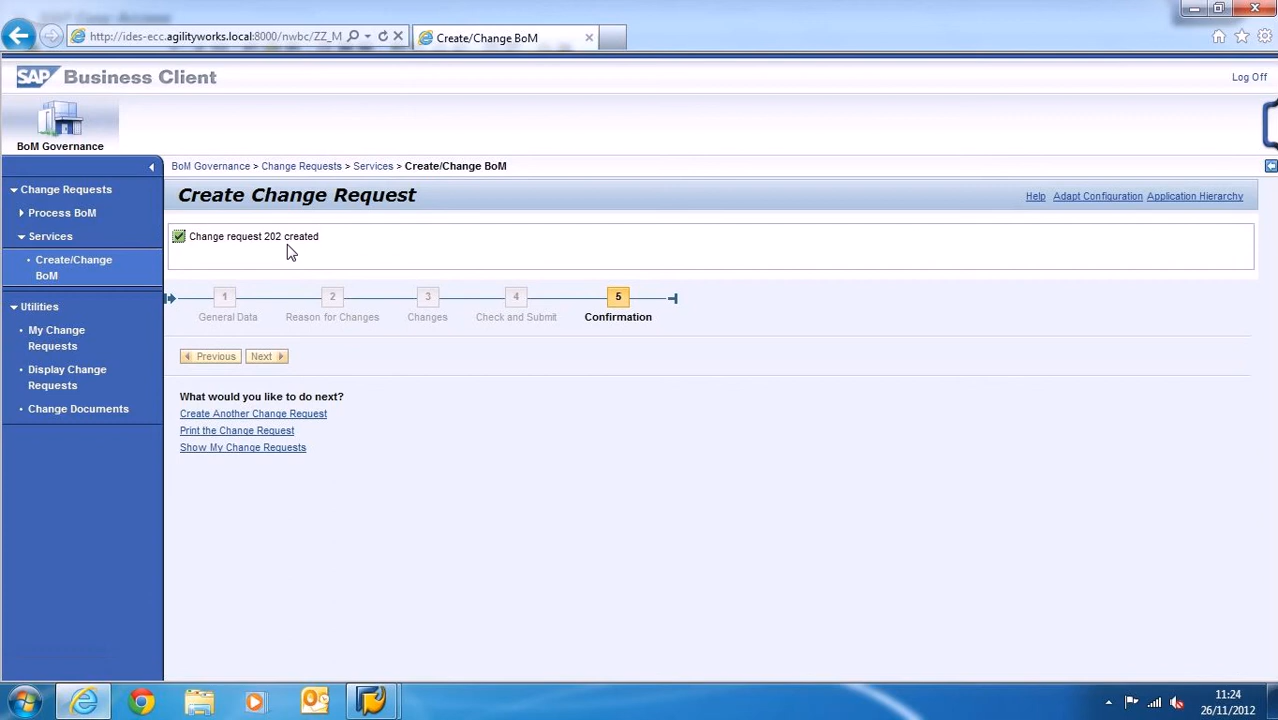 http://ides-ecc.agilityworks.local:8000/nwbc/ZZ_M
Create/Change BoM
SAP Business Client
Log Off
BoM Governance
BoM Governance > Change Requests > Services > Create/Change BoM
Change Requests
Process BoM
Services
Create/Change
BoM
Utilities
My Change
Requests
Display Change
Requests
Change Documents
Create Change Request
Help Adapt Configuration Application Hierarchy
Change request 202 created
1 2 3 4 5
General Data Reason for Changes Changes Check and Submit Confirmation
Previous Next
What would you like to do next?
Create Another Change Request
Print the Change Request
Show My Change Requests
11:24
26/11/2012